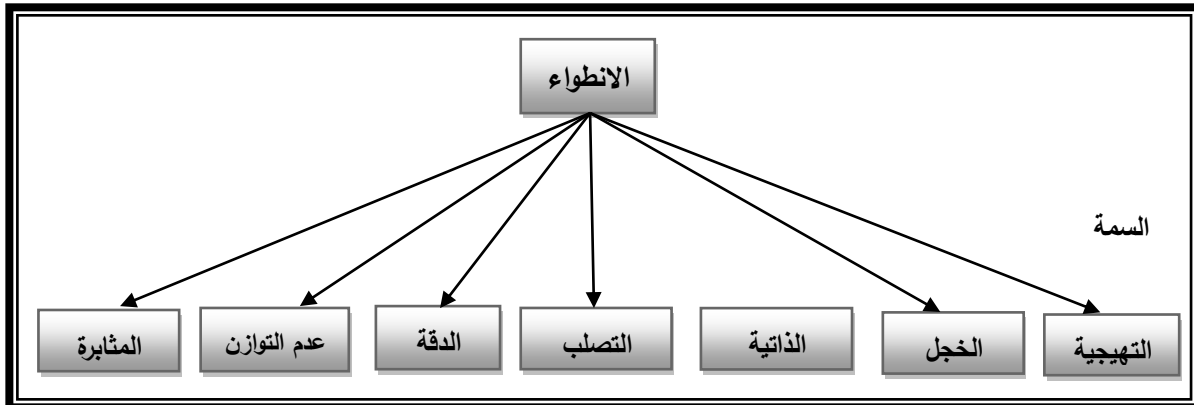 الانطواء
السمة
التهيجية
الخجل
الذاتية
التصلب
الدقة
عدم التوازن
المثابرة